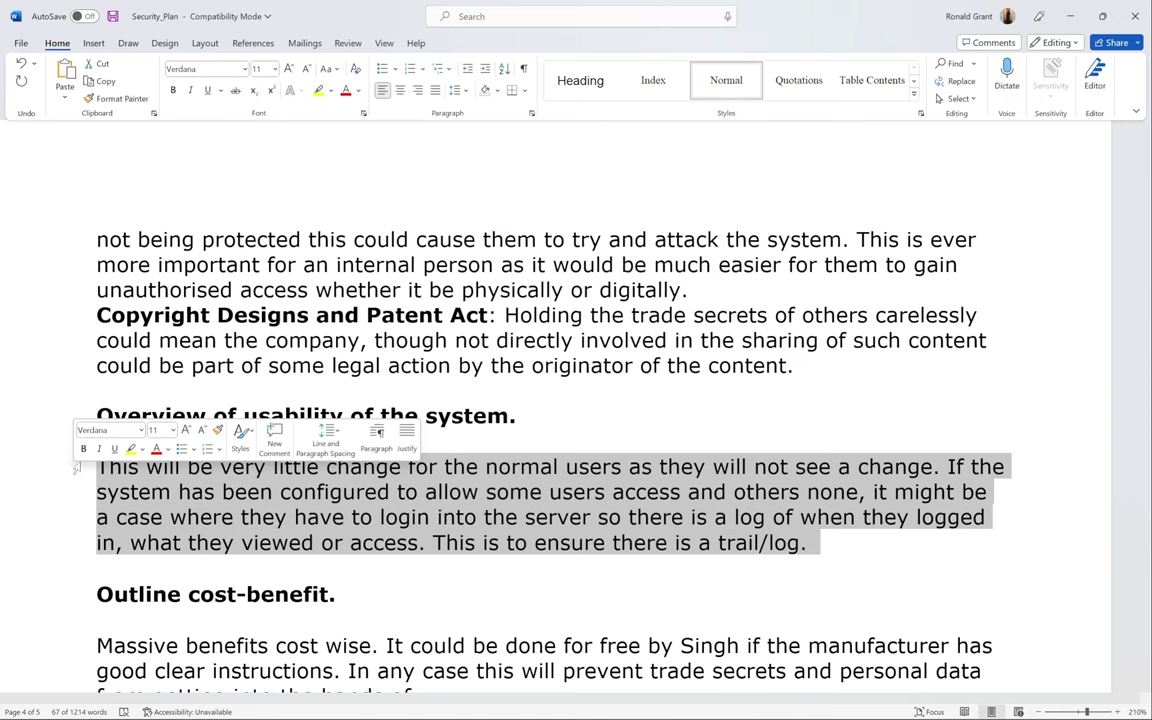 AutoSave Off Security_Plan - Compatibility Mode Search Ronald Grant
File Home Insert Draw Design Layout References Mailings Review View Help Comments Editing Share
Paste Cut Copy Format Painter
Verdana 11 Aa
Heading Index Normal Quotations Table Contents
Find Replace Select
Dictate Sensitivity Editor
Undo Clipboard Font Paragraph Styles Editing Voice Sensitivity Editor
not being protected this could cause them to try and attack the system. This is ever
more important for an internal person as it would be much easier for them to gain
unauthorised access whether it be physically or digitally.
Copyright Designs and Patent Act: Holding the trade secrets of others carelessly
could mean the company, though not directly involved in the sharing of such content
could be part of some legal action by the originator of the content.
Overview of usability of the system.
Verdana 11
Styles New Comment Line and Paragraph Spacing Paragraph Justify
This will be very little change for the normal users as they will not see a change. If the
system has been configured to allow some users access and others none, it might be
a case where they have to login into the server so there is a log of when they logged
in, what they viewed or access. This is to ensure there is a trail/log.
Outline cost-benefit.
Massive benefits cost wise. It could be done for free by Singh if the manufacturer has
good clear instructions. In any case this will prevent trade secrets and personal data
from getting into the hands of
Page 4 of 5 67 of 1214 words Accessibility: Unavailable Focus 210%